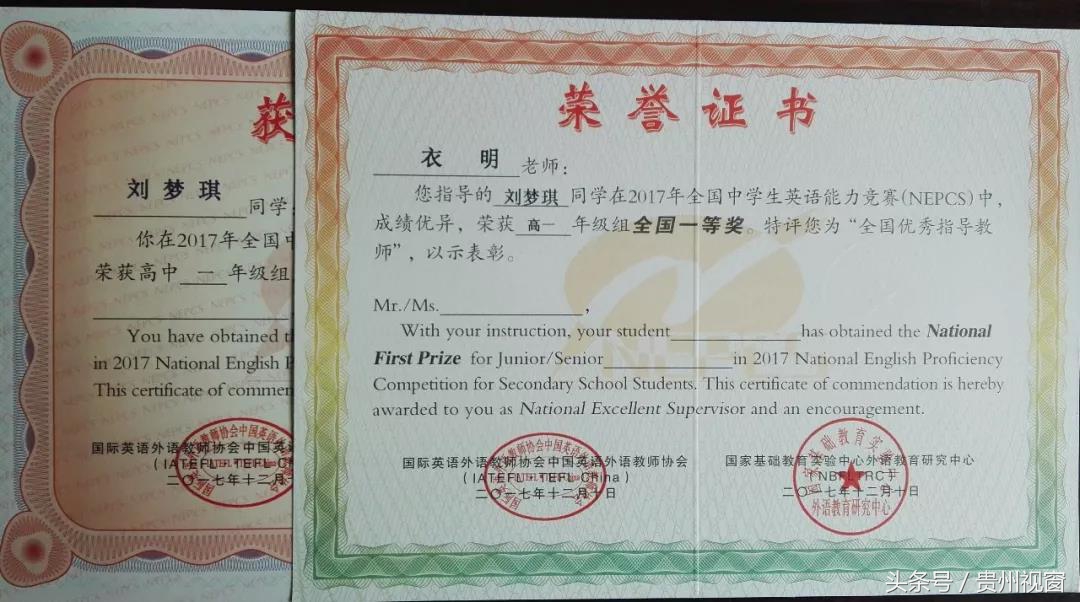 获
刘梦琪 同学
你在2017年全国中
荣获高中 一 年级组
You have obtained t
in 2017 National English P
This certificate of commen
国际英语外语教师协会中国英
(IATEFL·TEFL-C
二〇一七年十二月
荣誉证书
衣 明 老师：
您指导的 刘梦琪 同学在2017年全国中学生英语能力竞赛（NEPCS）中，
成绩优异，荣获 高一 年级组全国一等奖。特评您为“全国优秀指导教
师”，以示表彰。
Mr./Ms. ,
With your instruction, your student has obtained the National
First Prize for Junior/Senior in 2017 National English Proficiency
Competition for Secondary School Students. This certificate of commendation is hereby
awarded to you as National Excellent Supervisor and an encouragement.
国际英语外语教师协会中国英语外语教师协会
(IATEFL·TEFL-China)
二〇一七年十二月十日
国家基础教育实验中心外语教育研究中心
(NBFLTRC)
二〇一七年十二月十日
外语教育研究中心
头条号 / 贵州视窗